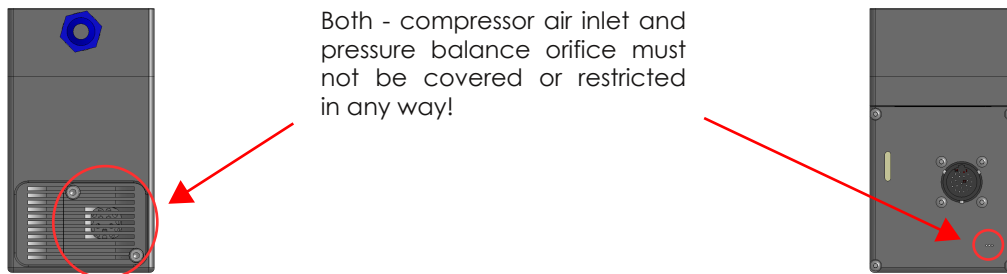 Both - compressor air inlet and
pressure balance orifice must
not be covered or restricted
in any way!